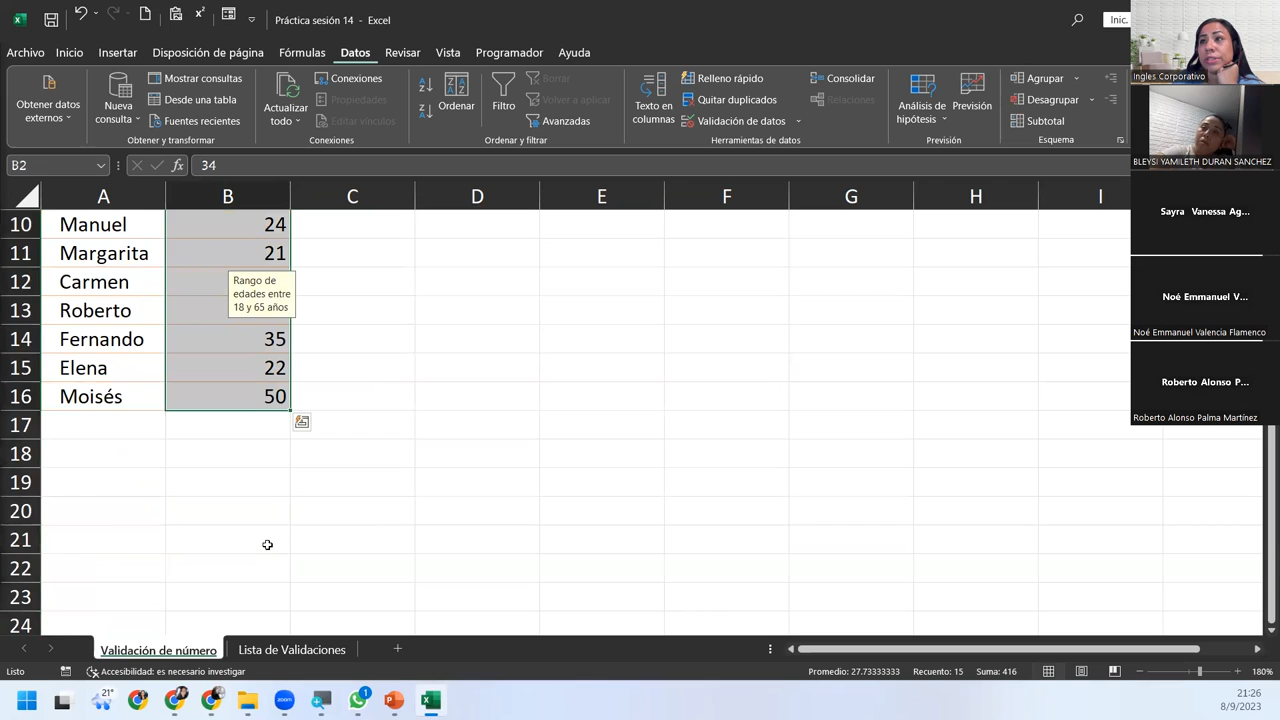 Práctica sesión 14 - Excel
Inic.
Archivo Inicio Insertar Disposición de página Fórmulas Datos Revisar Vista Programador Ayuda
Obtener datos externos
Nueva consulta
Mostrar consultas
Desde una tabla
Fuentes recientes
Obtener y transformar
Actualizar todo
Conexiones
Propiedades
Editar vínculos
Conexiones
Ordenar
Filtro
Borrar
Volver a aplicar
Avanzadas
Ordenar y filtrar
Texto en columnas
Relleno rápido
Quitar duplicados
Validación de datos
Consolidar
Relaciones
Herramientas de datos
Análisis de hipótesis
Previsión
Previsión
Agrupar
Desagrupar
Subtotal
Esquema
B2 fx 34
A B C D E F G H I
10 Manuel 24
11 Margarita 21
12 Carmen
13 Roberto
14 Fernando 35
15 Elena 22
16 Moisés 50
17
18
19
20
21
22
23
24
Rango de
edades entre
18 y 65 años
Ingles Corporativo
BLEYSI YAMILETH DURAN SANCHEZ
Sayra Vanessa Ag...
Noé Emmanuel V...
Noé Emmanuel Valencia Flamenco
Roberto Alonso P...
Roberto Alonso Palma Martínez
Validación de número Lista de Validaciones
Listo Accesibilidad: es necesario investigar Promedio: 27.73333333 Recuento: 15 Suma: 416 180%
21° 1
21:26
8/9/2023